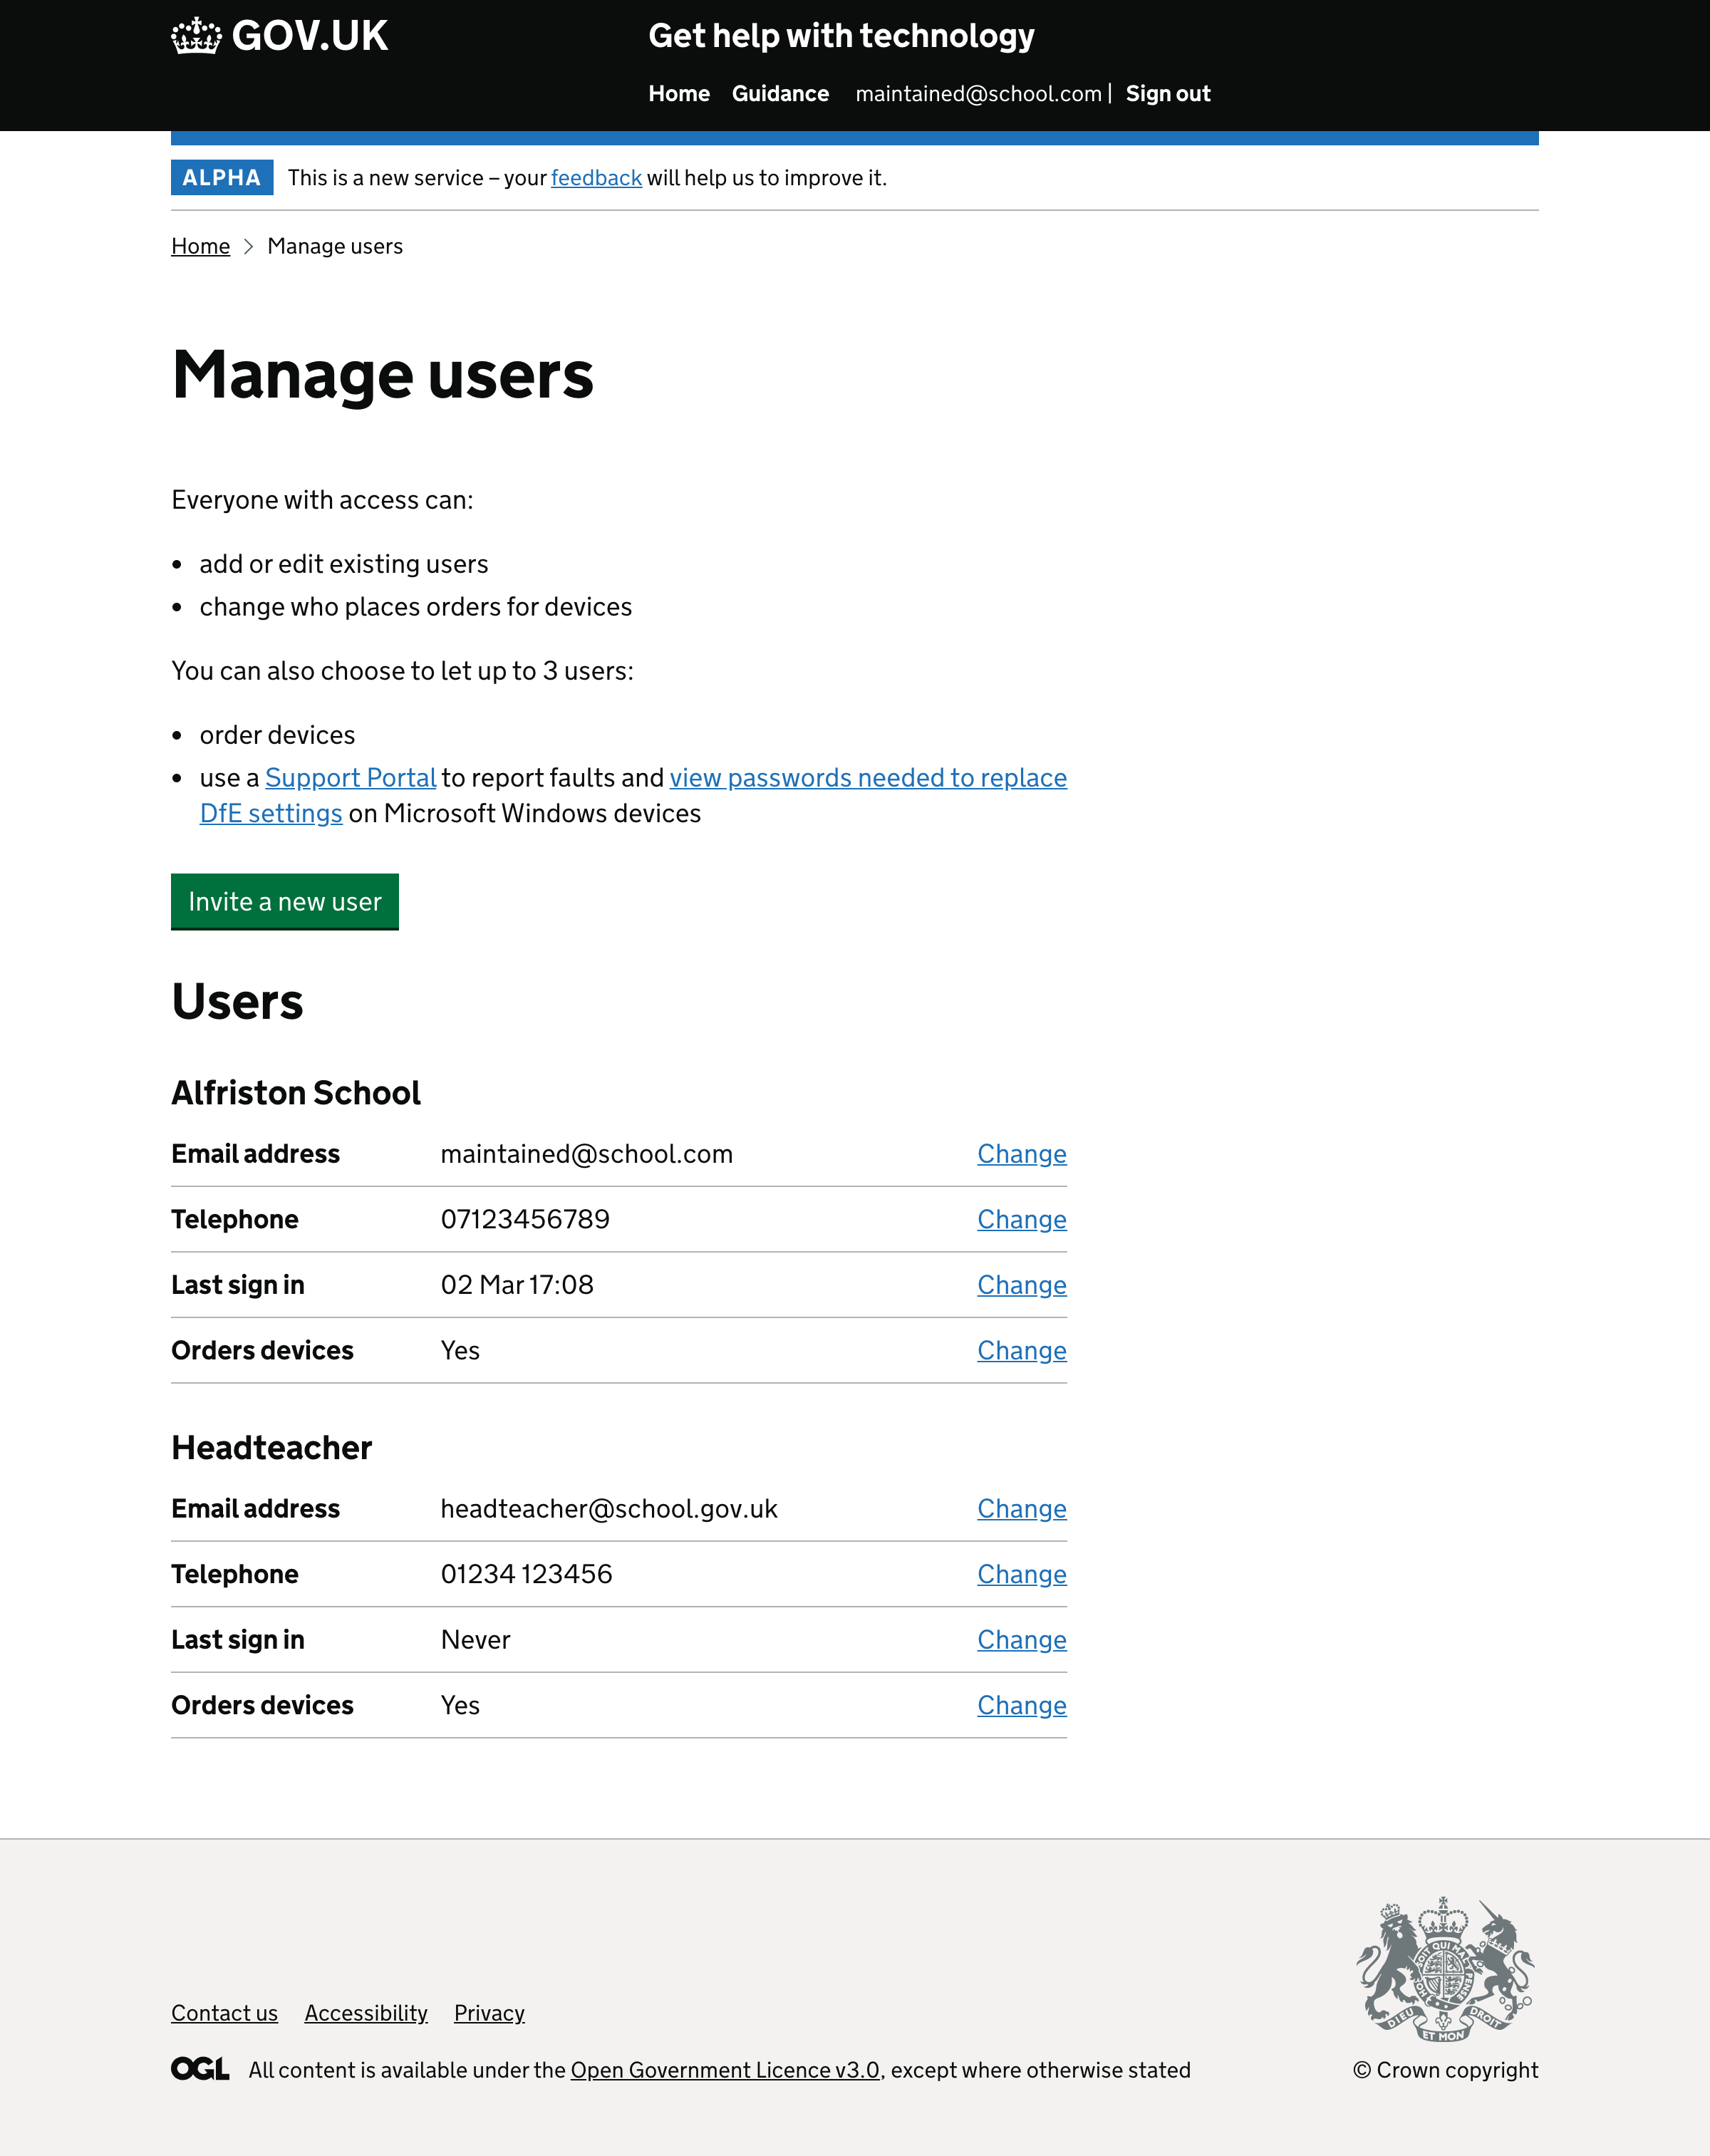 GOV.UK
Get help with technology
Home Guidance maintained@school.com | Sign out
ALPHA This is a new service – your feedback will help us to improve it.
Home > Manage users
Manage users
Everyone with access can:
• add or edit existing users
• change who places orders for devices
You can also choose to let up to 3 users:
• order devices
• use a Support Portal to report faults and view passwords needed to replace
DfE settings on Microsoft Windows devices
Invite a new user
Users
Alfriston School
Email address maintained@school.com Change
Telephone 07123456789 Change
Last sign in 02 Mar 17:08 Change
Orders devices Yes Change
Headteacher
Email address headteacher@school.gov.uk Change
Telephone 01234 123456 Change
Last sign in Never Change
Orders devices Yes Change
DIEU ET MON DROIT
Contact us Accessibility Privacy
OGL All content is available under the Open Government Licence v3.0, except where otherwise stated
© Crown copyright